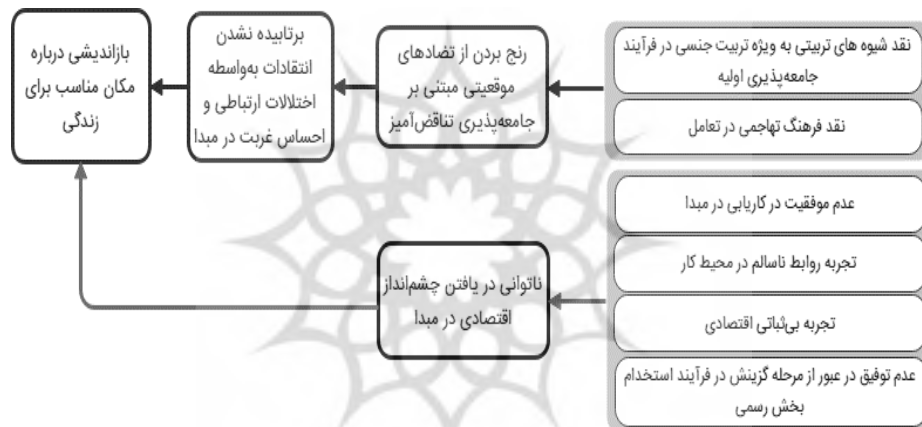 نقد شیوه های تربیتی به ویژه تربیت جنسی در فرآیند
جامعه‌پذیری اولیه
نقد فرهنگ تهاجمی در تعامل
رنج بردن از تضادهای
موقعیتی مبتنی بر
جامعه‌پذیری تناقض‌آمیز
برتابیده نشدن
انتقادات به‌واسطه
اختلالات ارتباطی و
احساس غربت در مبدا
بازاندیشی درباره
مکان مناسب برای
زندگی
عدم موفقیت در کاریابی در مبدا
تجربه روابط ناسالم در محیط کار
تجربه بی‌ثباتی اقتصادی
عدم توفیق در عبور از مرحله گزینش در فرآیند استخدام
بخش رسمی
ناتوانی در یافتن چشم‌انداز
اقتصادی در مبدا